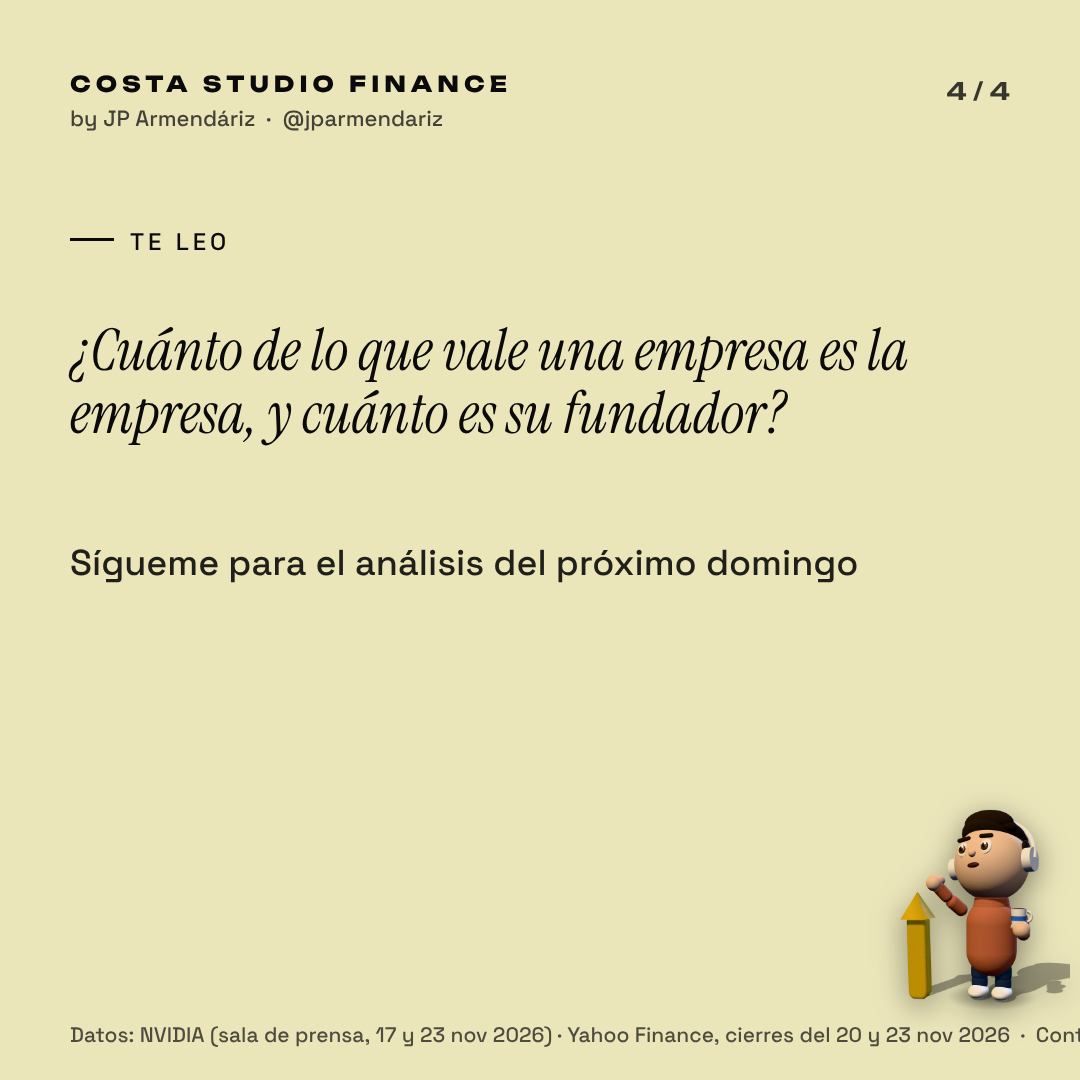 COSTA STUDIO FINANCE
4 / 4
by JP Armendáriz · @jparmendariz
— TE LEO
¿Cuánto de lo que vale una empresa es la
empresa, y cuánto es su fundador?
Sígueme para el análisis del próximo domingo
Datos: NVIDIA (sala de prensa, 17 y 23 nov 2026) · Yahoo Finance, cierres del 20 y 23 nov 2026 ·